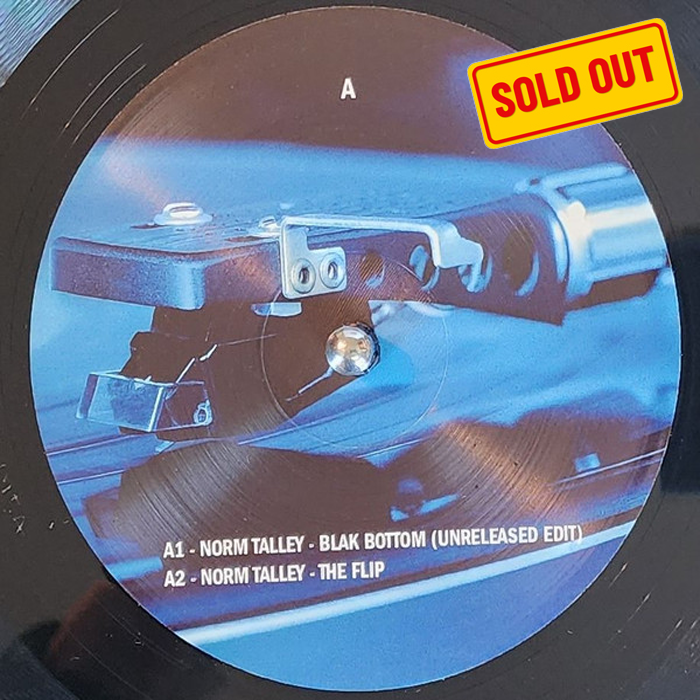 SOLD OUT
A
A1 - NORM TALLEY - BLAK BOTTOM (UNRELEASED EDIT)
A2 - NORM TALLEY - THE FLIP